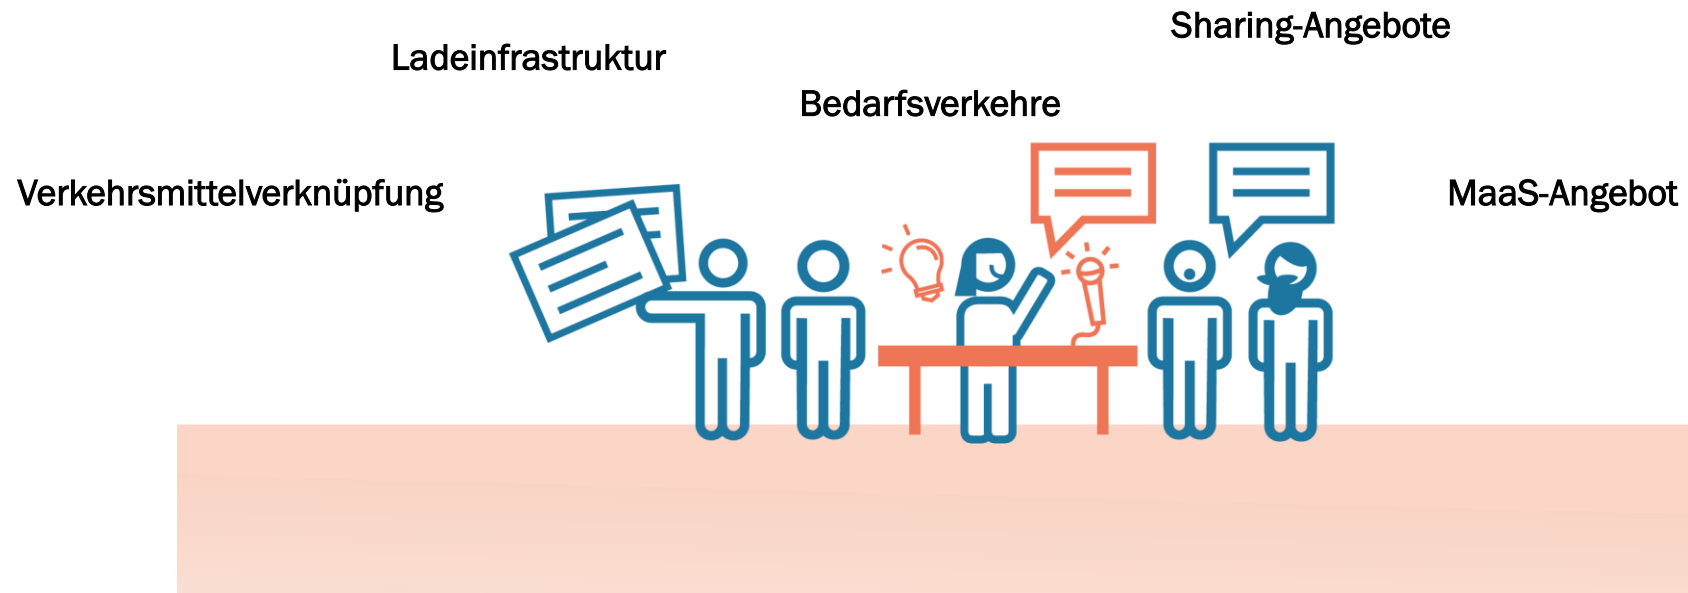 Sharing-Angebote
Ladeinfrastruktur
Bedarfsverkehre
Verkehrsmittelverknüpfung
MaaS-Angebot